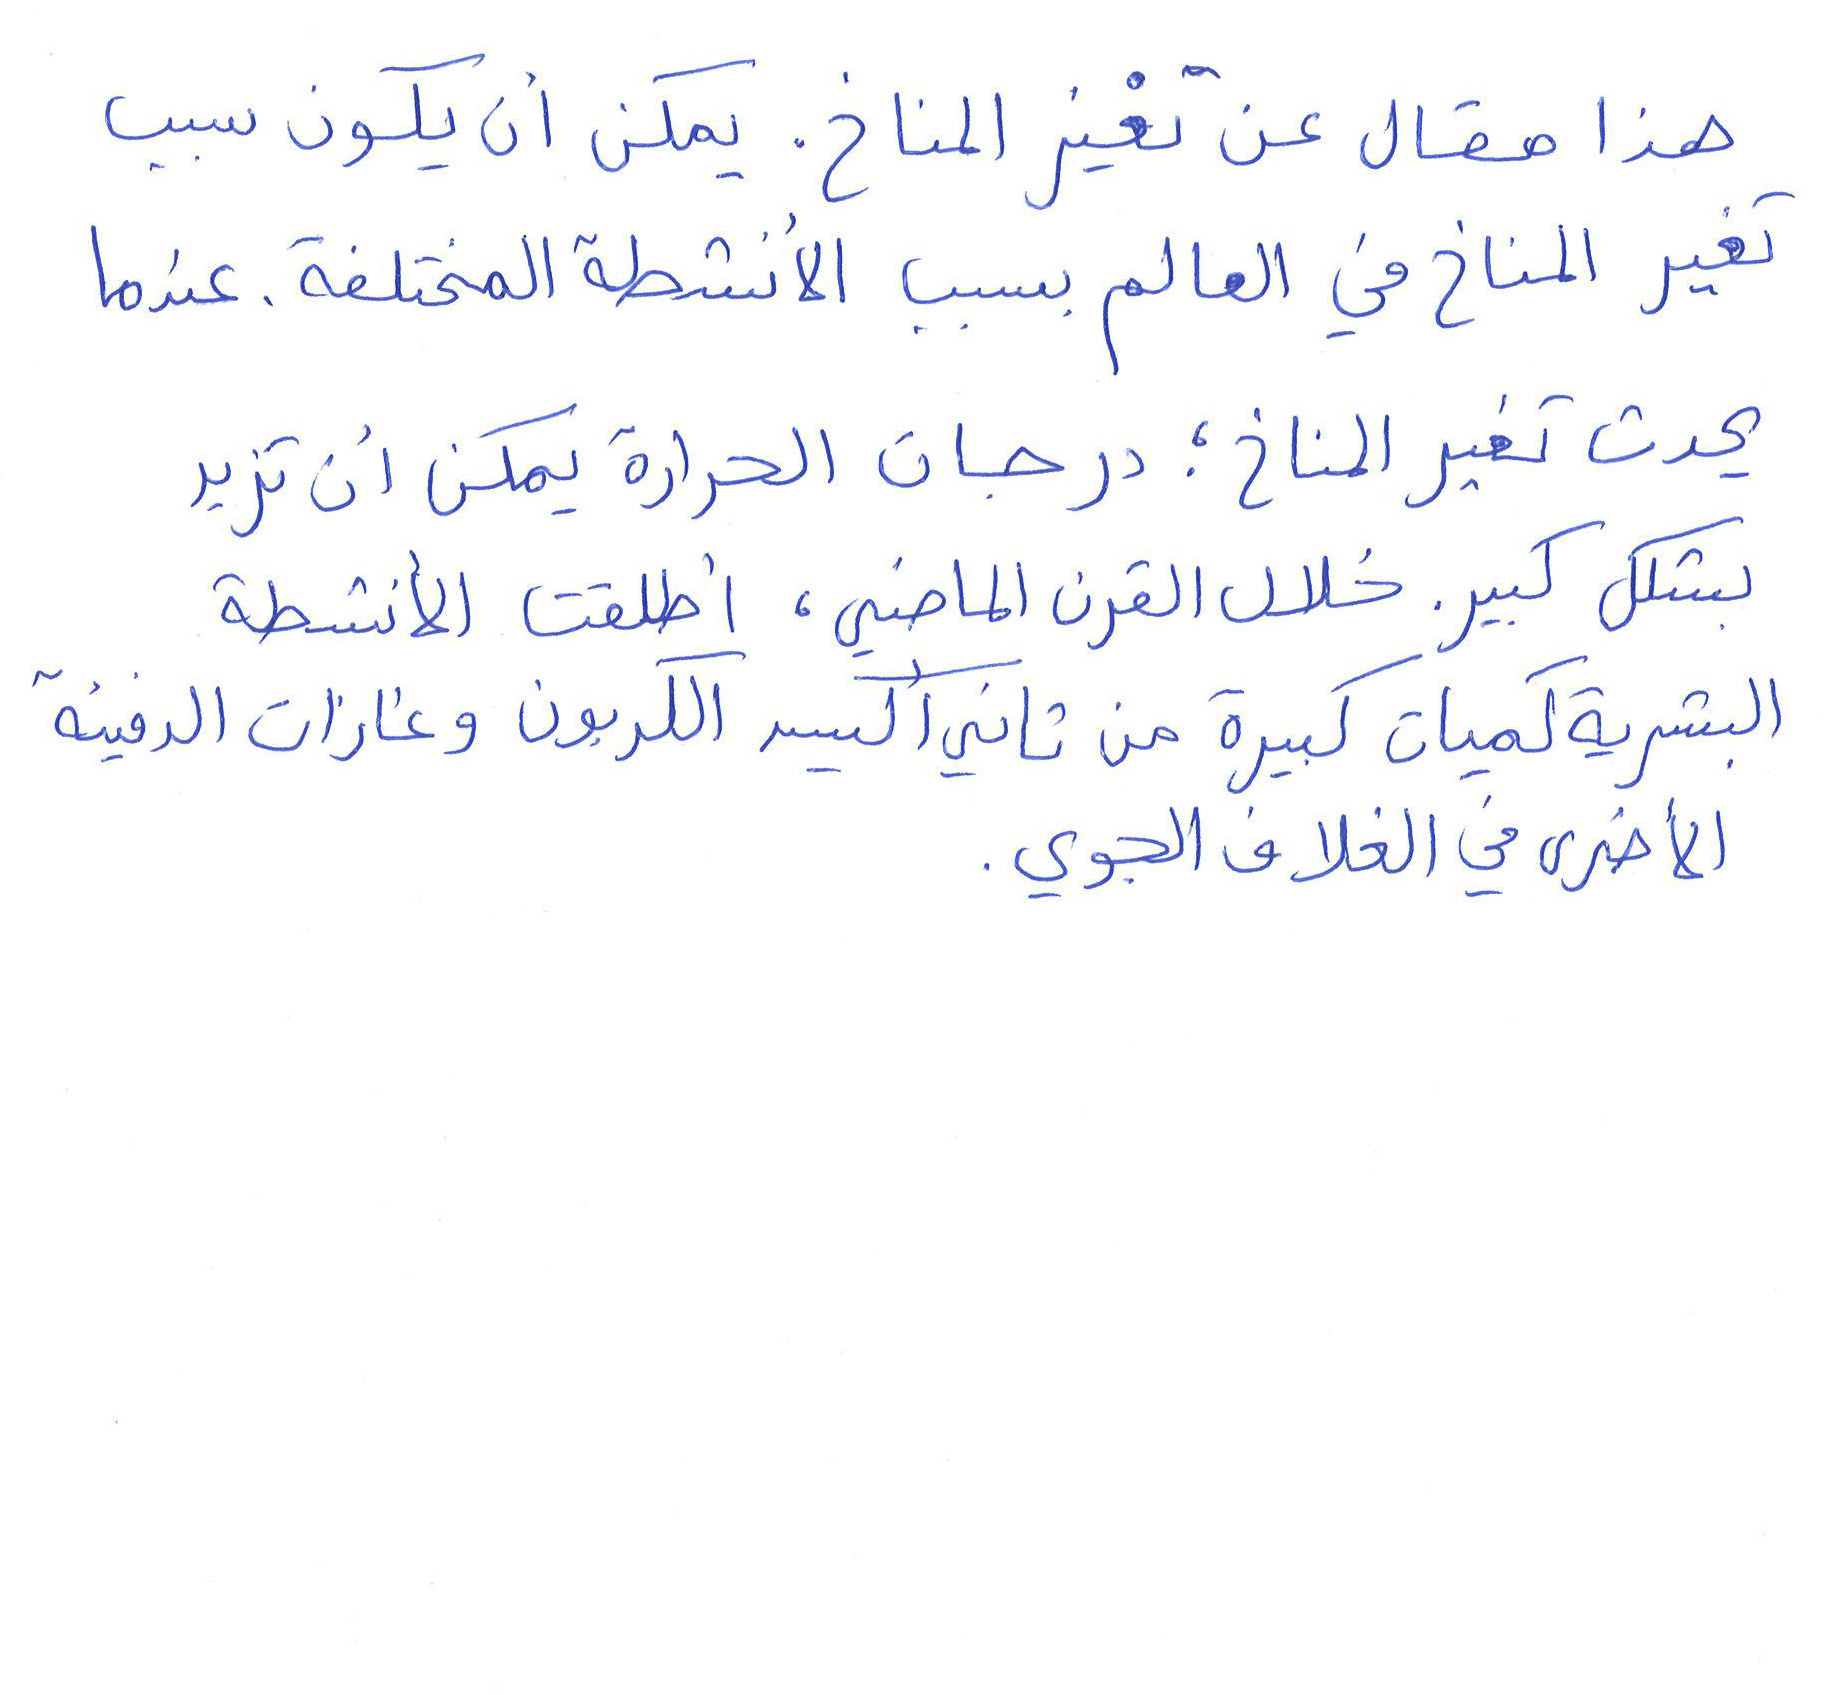 هذا مقال عن تغير المناخ. يمكن أن يكون سبب
تغير المناخ في العالم بسبب الأنشطة المختلفة. عندما
يحدث تغير المناخ؛ درجات الحرارة يمكن أن تزيد
بشكل كبير. خلال القرن الماضي، أطلقت الأنشطة
البشرية كميات كبيرة من ثاني أكسيد الكربون وغازات الدفيئة
الأخرى في الغلاف الجوي.